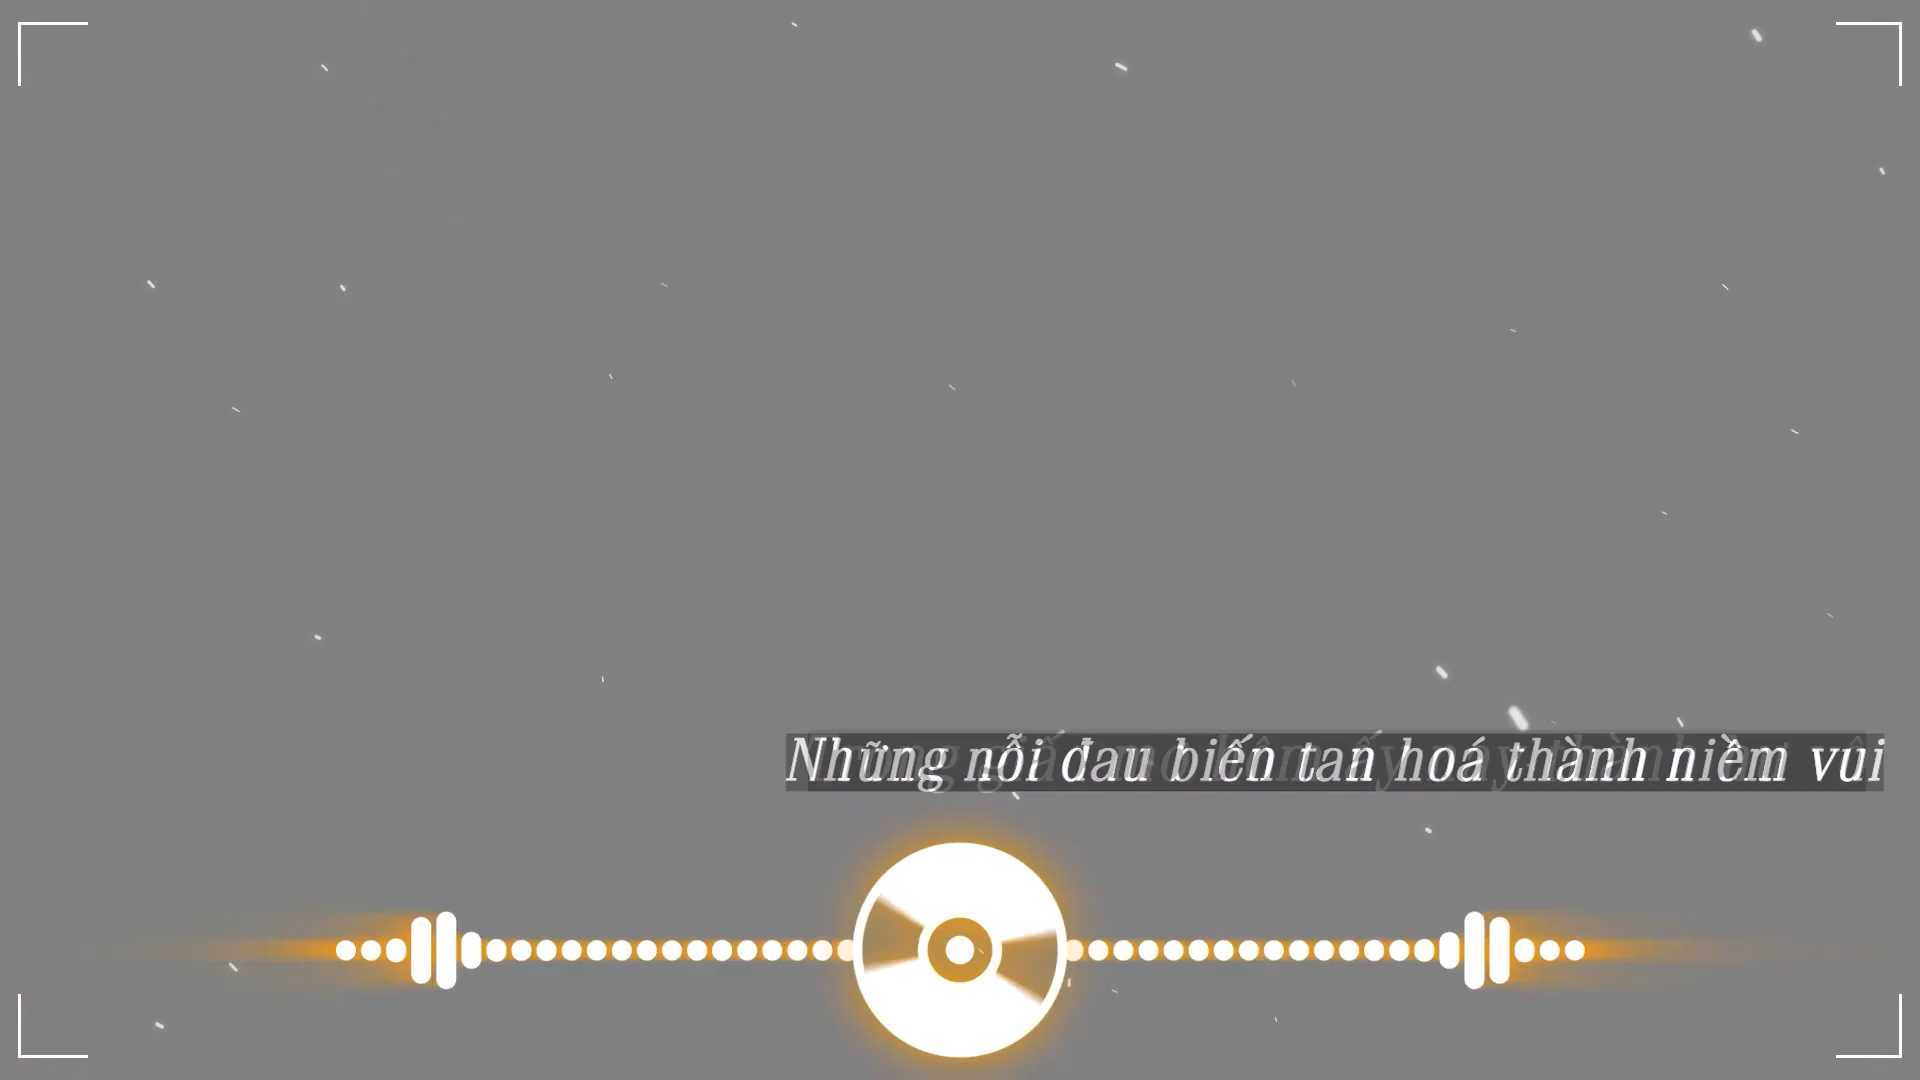 Những nỗi đau biến tan hoá thành niềm vui